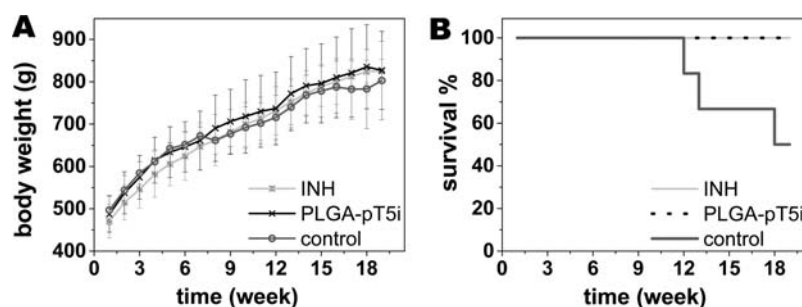 A
body weight (g)
900
800
700
600
500
400
INH
PLGA-pT5i
control
0 3 6 9 12 15 18
time (week)
B
survival %
100
80
60
40
20
0
INH
PLGA-pT5i
control
0 3 6 9 12 15 18
time (week)